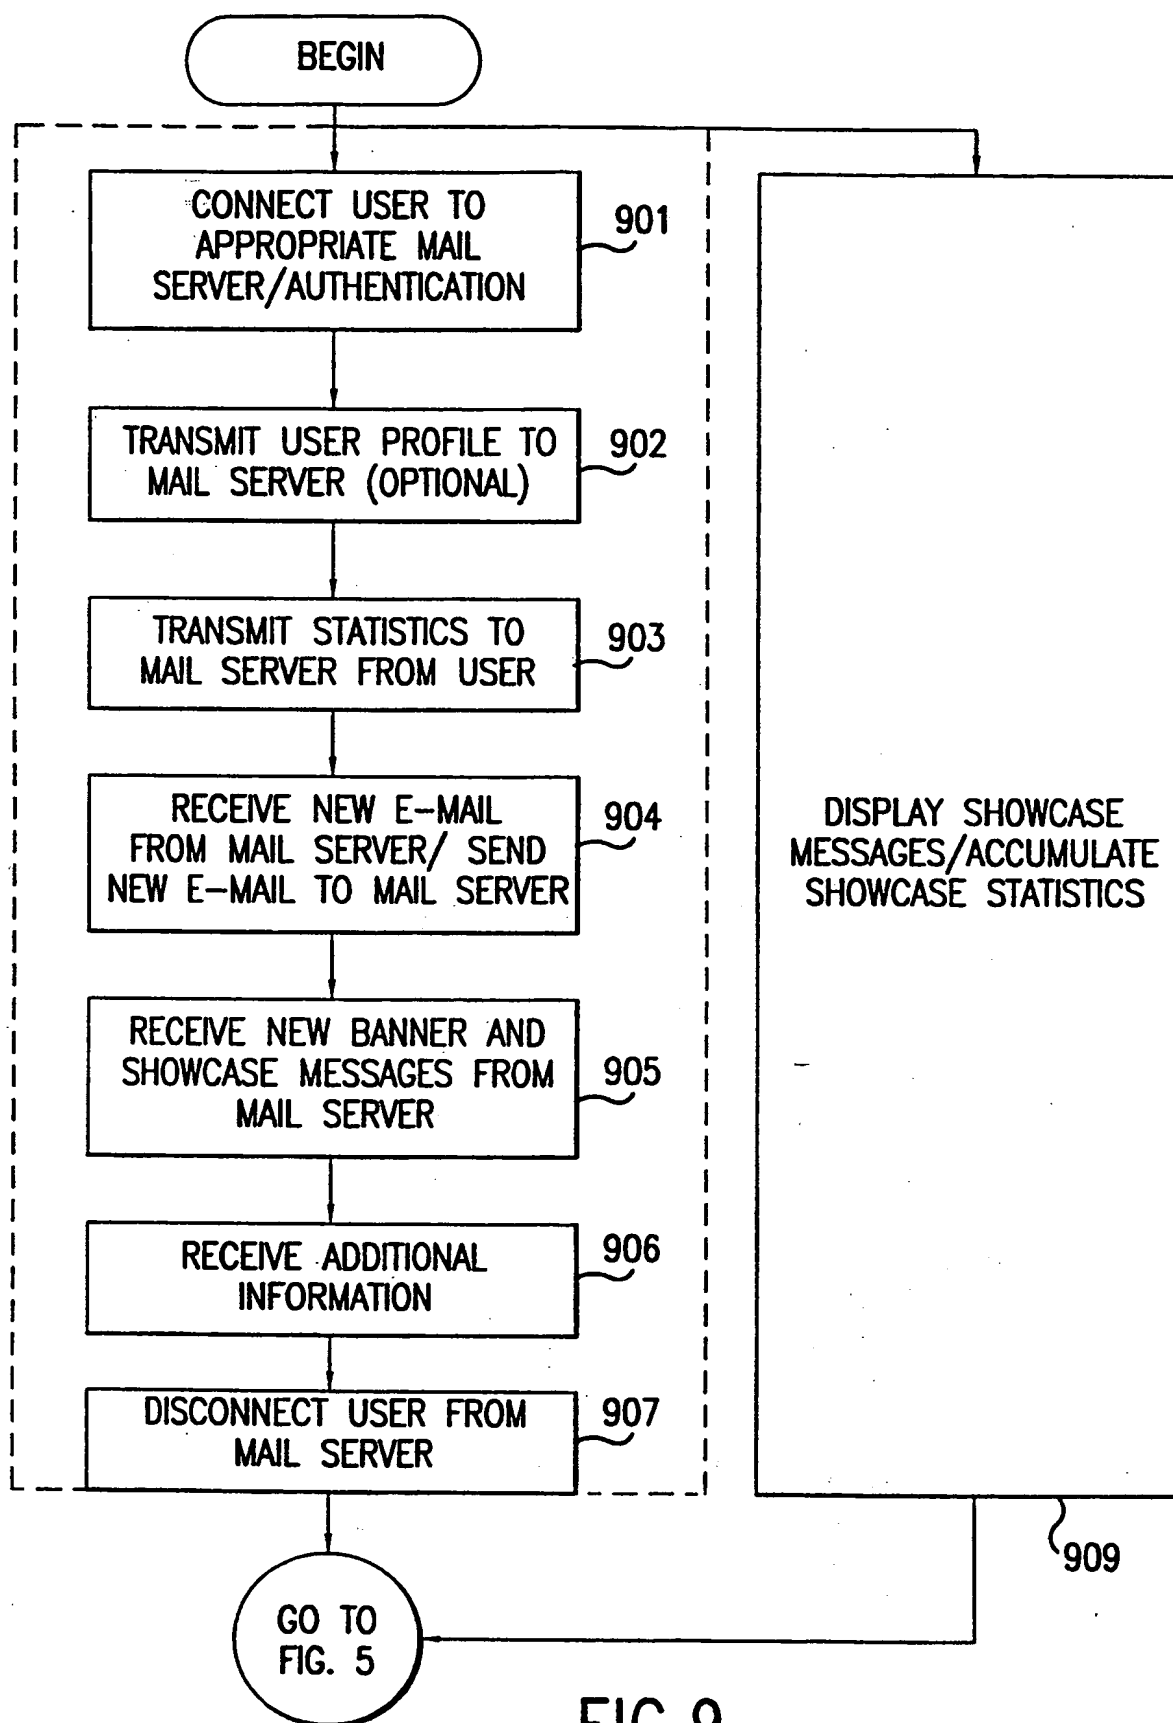 BEGIN
CONNECT USER TO
APPROPRIATE MAIL
SERVER/AUTHENTICATION
901
TRANSMIT USER PROFILE TO
MAIL SERVER (OPTIONAL)
902
TRANSMIT STATISTICS TO
MAIL SERVER FROM USER
903
RECEIVE NEW E-MAIL
FROM MAIL SERVER/ SEND
NEW E-MAIL TO MAIL SERVER
904
RECEIVE NEW BANNER AND
SHOWCASE MESSAGES FROM
MAIL SERVER
905
RECEIVE ADDITIONAL
INFORMATION
906
DISCONNECT USER FROM
MAIL SERVER
907
DISPLAY SHOWCASE
MESSAGES/ACCUMULATE
SHOWCASE STATISTICS
909
GO TO
FIG. 5
FIG. 9